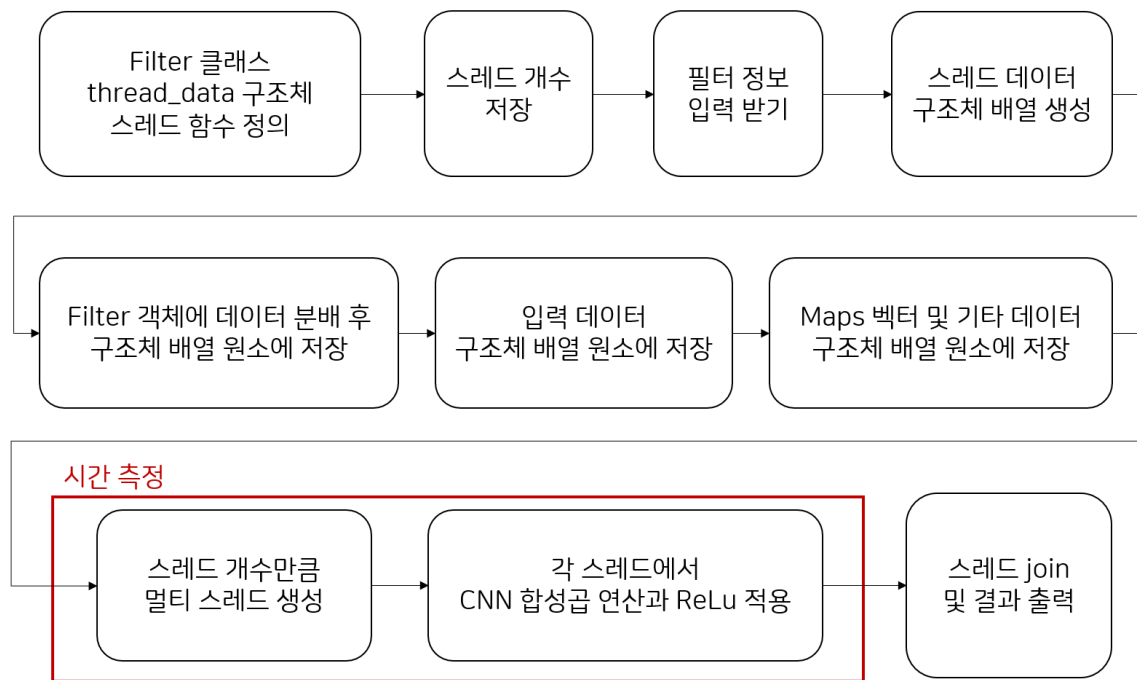 Filter 클래스
thread_data 구조체
스레드 함수 정의
스레드 개수
저장
필터 정보
입력 받기
스레드 데이터
구조체 배열 생성
Filter 객체에 데이터 분배 후
구조체 배열 원소에 저장
입력 데이터
구조체 배열 원소에 저장
Maps 벡터 및 기타 데이터
구조체 배열 원소에 저장
시간 측정
스레드 개수만큼
멀티 스레드 생성
각 스레드에서
CNN 합성곱 연산과 ReLu 적용
스레드 join
및 결과 출력